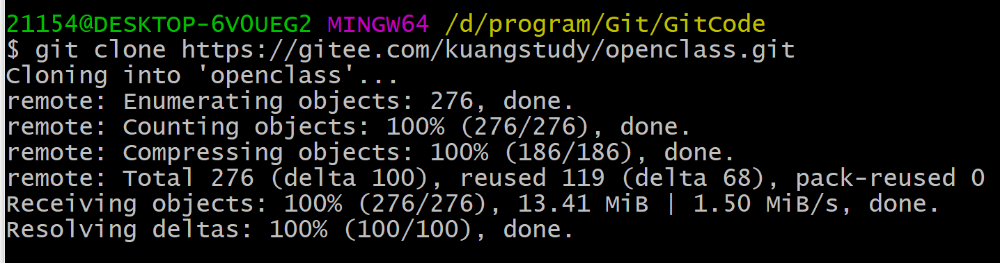 21154@DESKTOP-6V0UEG2 MINGW64 /d/program/Git/GitCode
$ git clone https://gitee.com/kuangstudy/openclass.git
Cloning into 'openclass'...
remote: Enumerating objects: 276, done.
remote: Counting objects: 100% (276/276), done.
remote: Compressing objects: 100% (186/186), done.
remote: Total 276 (delta 100), reused 119 (delta 68), pack-reused 0
Receiving objects: 100% (276/276), 13.41 MiB | 1.50 MiB/s, done.
Resolving deltas: 100% (100/100), done.